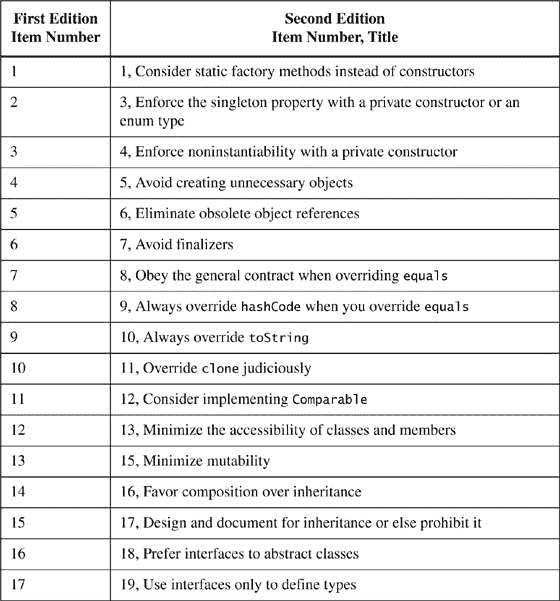 First Edition Item Number | Second Edition Item Number, Title
1 | 1, Consider static factory methods instead of constructors
2 | 3, Enforce the singleton property with a private constructor or an enum type
3 | 4, Enforce noninstantiability with a private constructor
4 | 5, Avoid creating unnecessary objects
5 | 6, Eliminate obsolete object references
6 | 7, Avoid finalizers
7 | 8, Obey the general contract when overriding equals
8 | 9, Always override hashCode when you override equals
9 | 10, Always override toString
10 | 11, Override clone judiciously
11 | 12, Consider implementing Comparable
12 | 13, Minimize the accessibility of classes and members
13 | 15, Minimize mutability
14 | 16, Favor composition over inheritance
15 | 17, Design and document for inheritance or else prohibit it
16 | 18, Prefer interfaces to abstract classes
17 | 19, Use interfaces only to define types